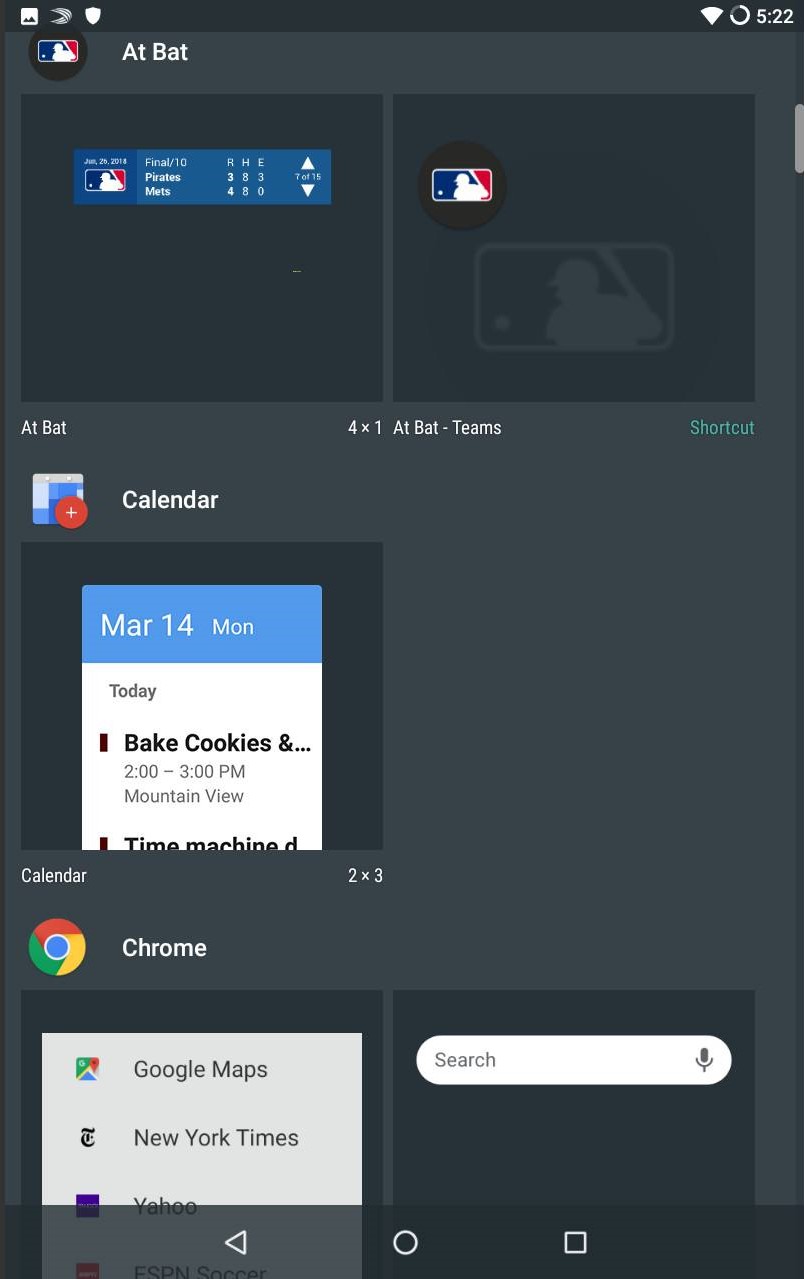 5:22
At Bat
Jun, 26, 2018
Final/10 R H E
Pirates 3 8 3
7 of 15
Mets 4 8 0
At Bat 4 × 1
At Bat - Teams Shortcut
Calendar
Mar 14 Mon
Today
Bake Cookies &...
2:00 – 3:00 PM
Mountain View
Time machine d
Calendar 2 × 3
Chrome
Google Maps
Search
New York Times
Yahoo
ESPN Soccer